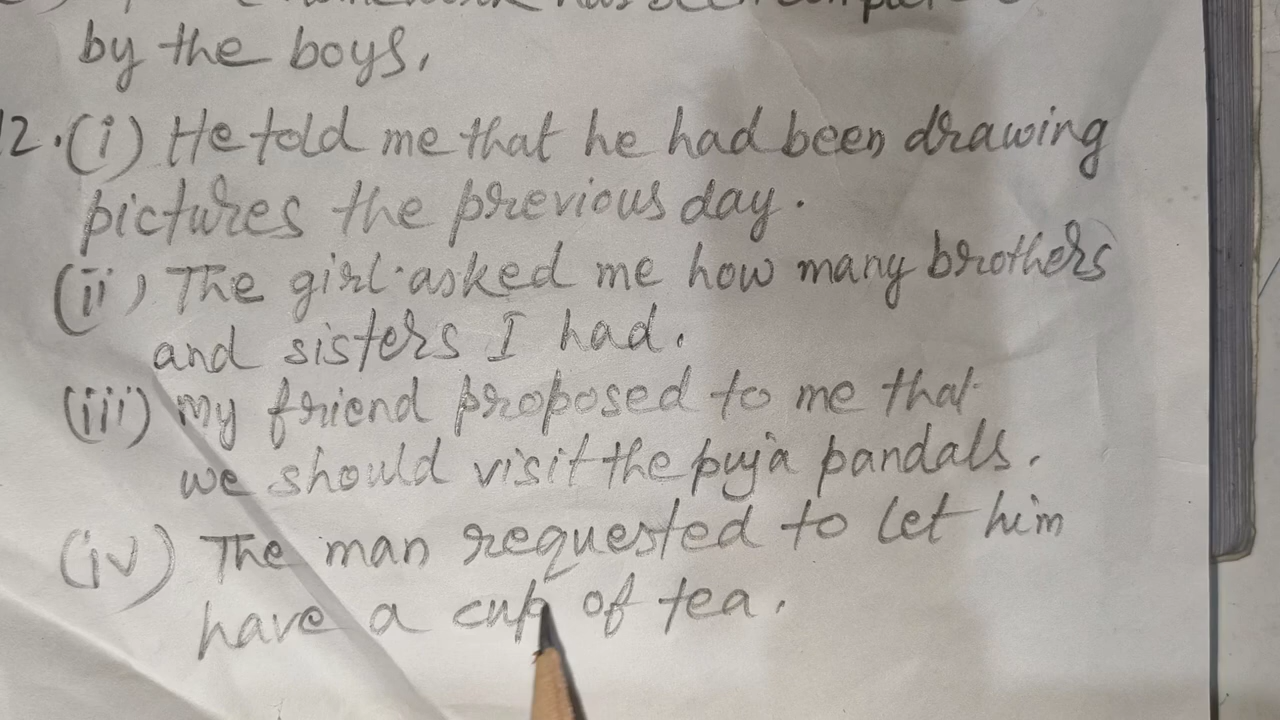 by the boys.
12. (i) He told me that he had been drawing
pictures the previous day.
(ii) The girl asked me how many brothers
and sisters I had.
(iii) My friend proposed to me that
we should visit the puja pandals.
(iv) The man requested to let him
have a cup of tea.